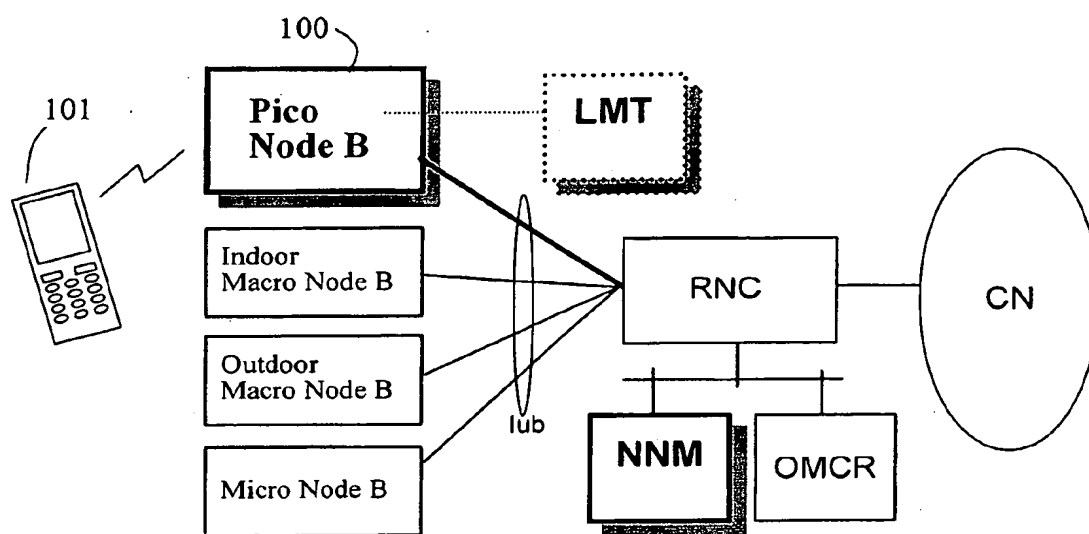 100
101
Pico
Node B
LMT
Indoor
Macro Node B
RNC
CN
Outdoor
Macro Node B
Iub
NNM
OMCR
Micro Node B